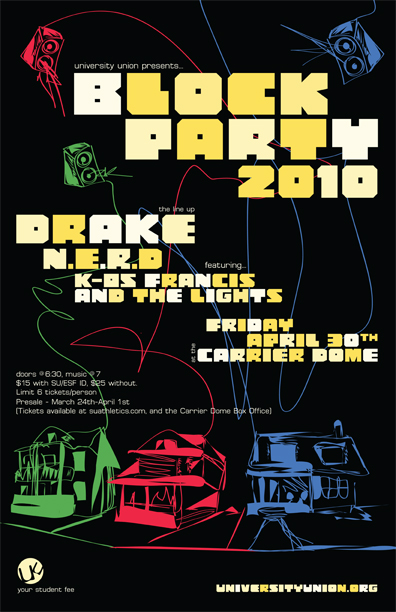 university union presents...
BLOCK
PARTY
2010
the line up
DRAKE
N.E.R.D
featuring...
K-OS FRANCIS
AND THE LIGHTS
FRIDAY
APRIL 30TH
at the
CARRIER DOME
doors @ 6:30, music @ 7
$15 with SU/ESF ID, $25 without.
Limit 6 tickets/person
Presale - March 24th-April 1st
(Tickets available at suathletics.com, and the Carrier Dome Box Office)
your student fee
UNIVERSITYUNION.ORG